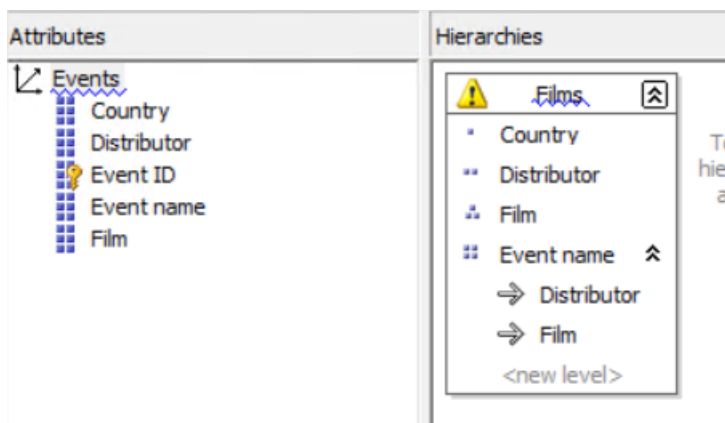 Attributes
Events
Country
Distributor
Event ID
Event name
Film
Hierarchies
Films
Country
Distributor
Film
Event name
Distributor
Film
<new level>